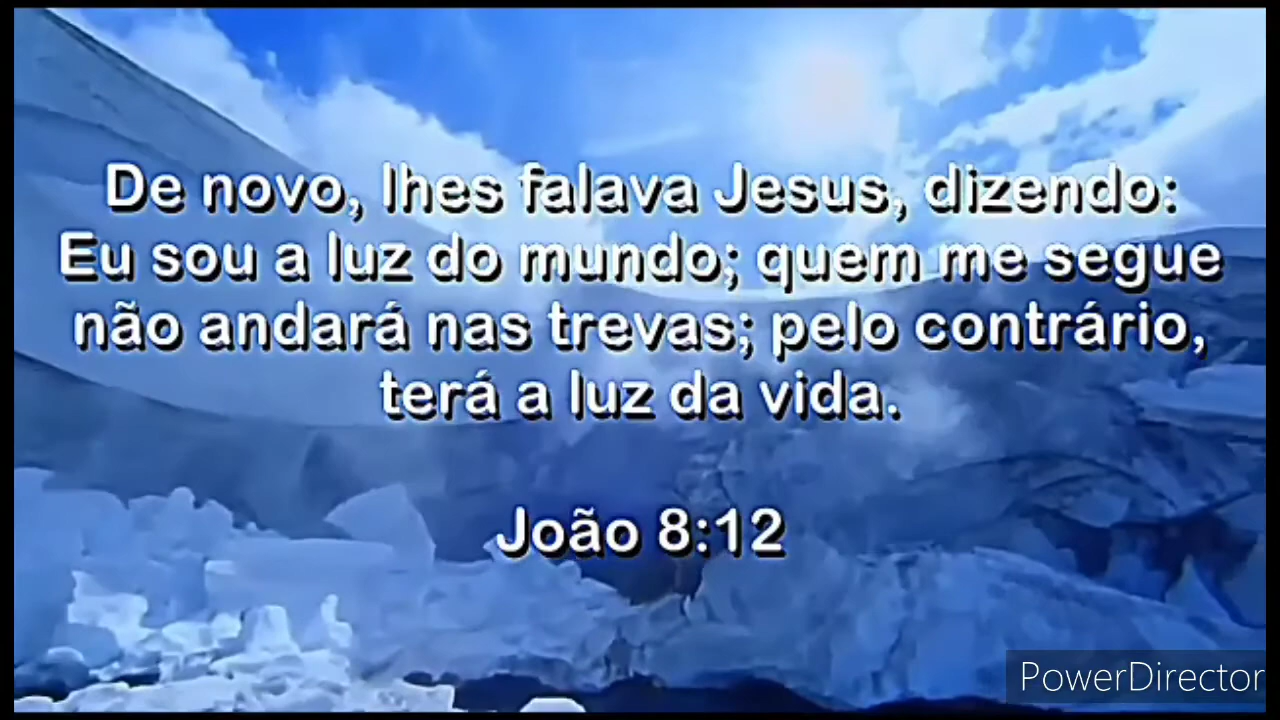 De novo, lhes falava Jesus, dizendo:
Eu sou a luz do mundo; quem me segue
não andará nas trevas; pelo contrário,
terá a luz da vida.
João 8:12
PowerDirector